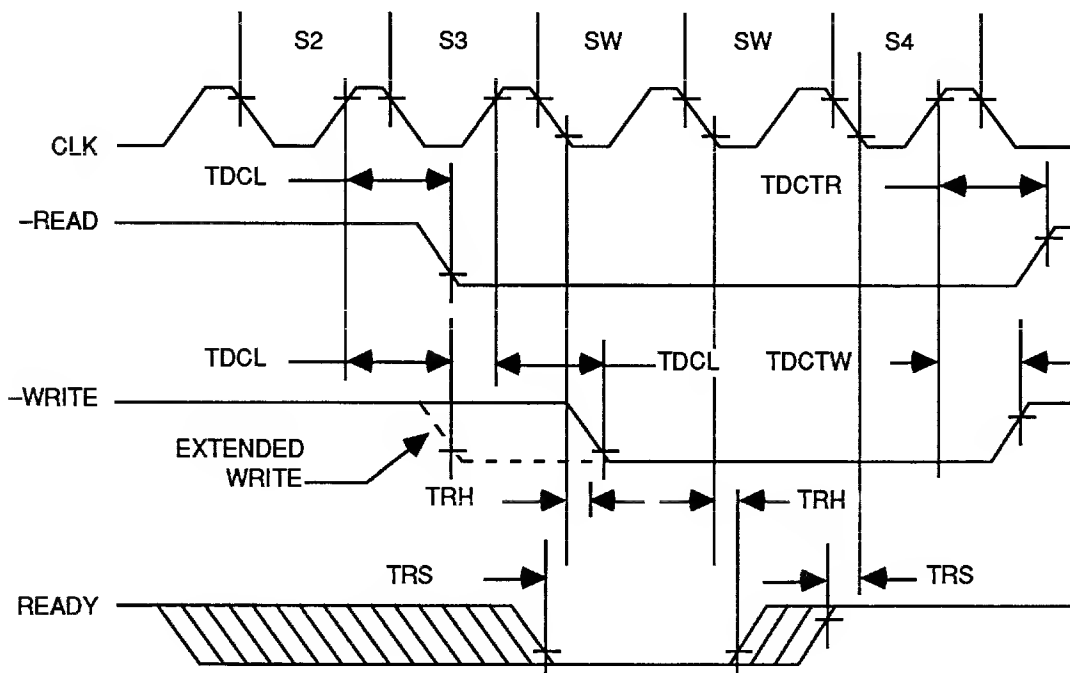 S2 S3 SW SW S4
CLK
TDCL TDCTR
–READ
TDCL TDCL TDCTW
–WRITE
EXTENDED
WRITE
TRH TRH
TRS TRS
READY